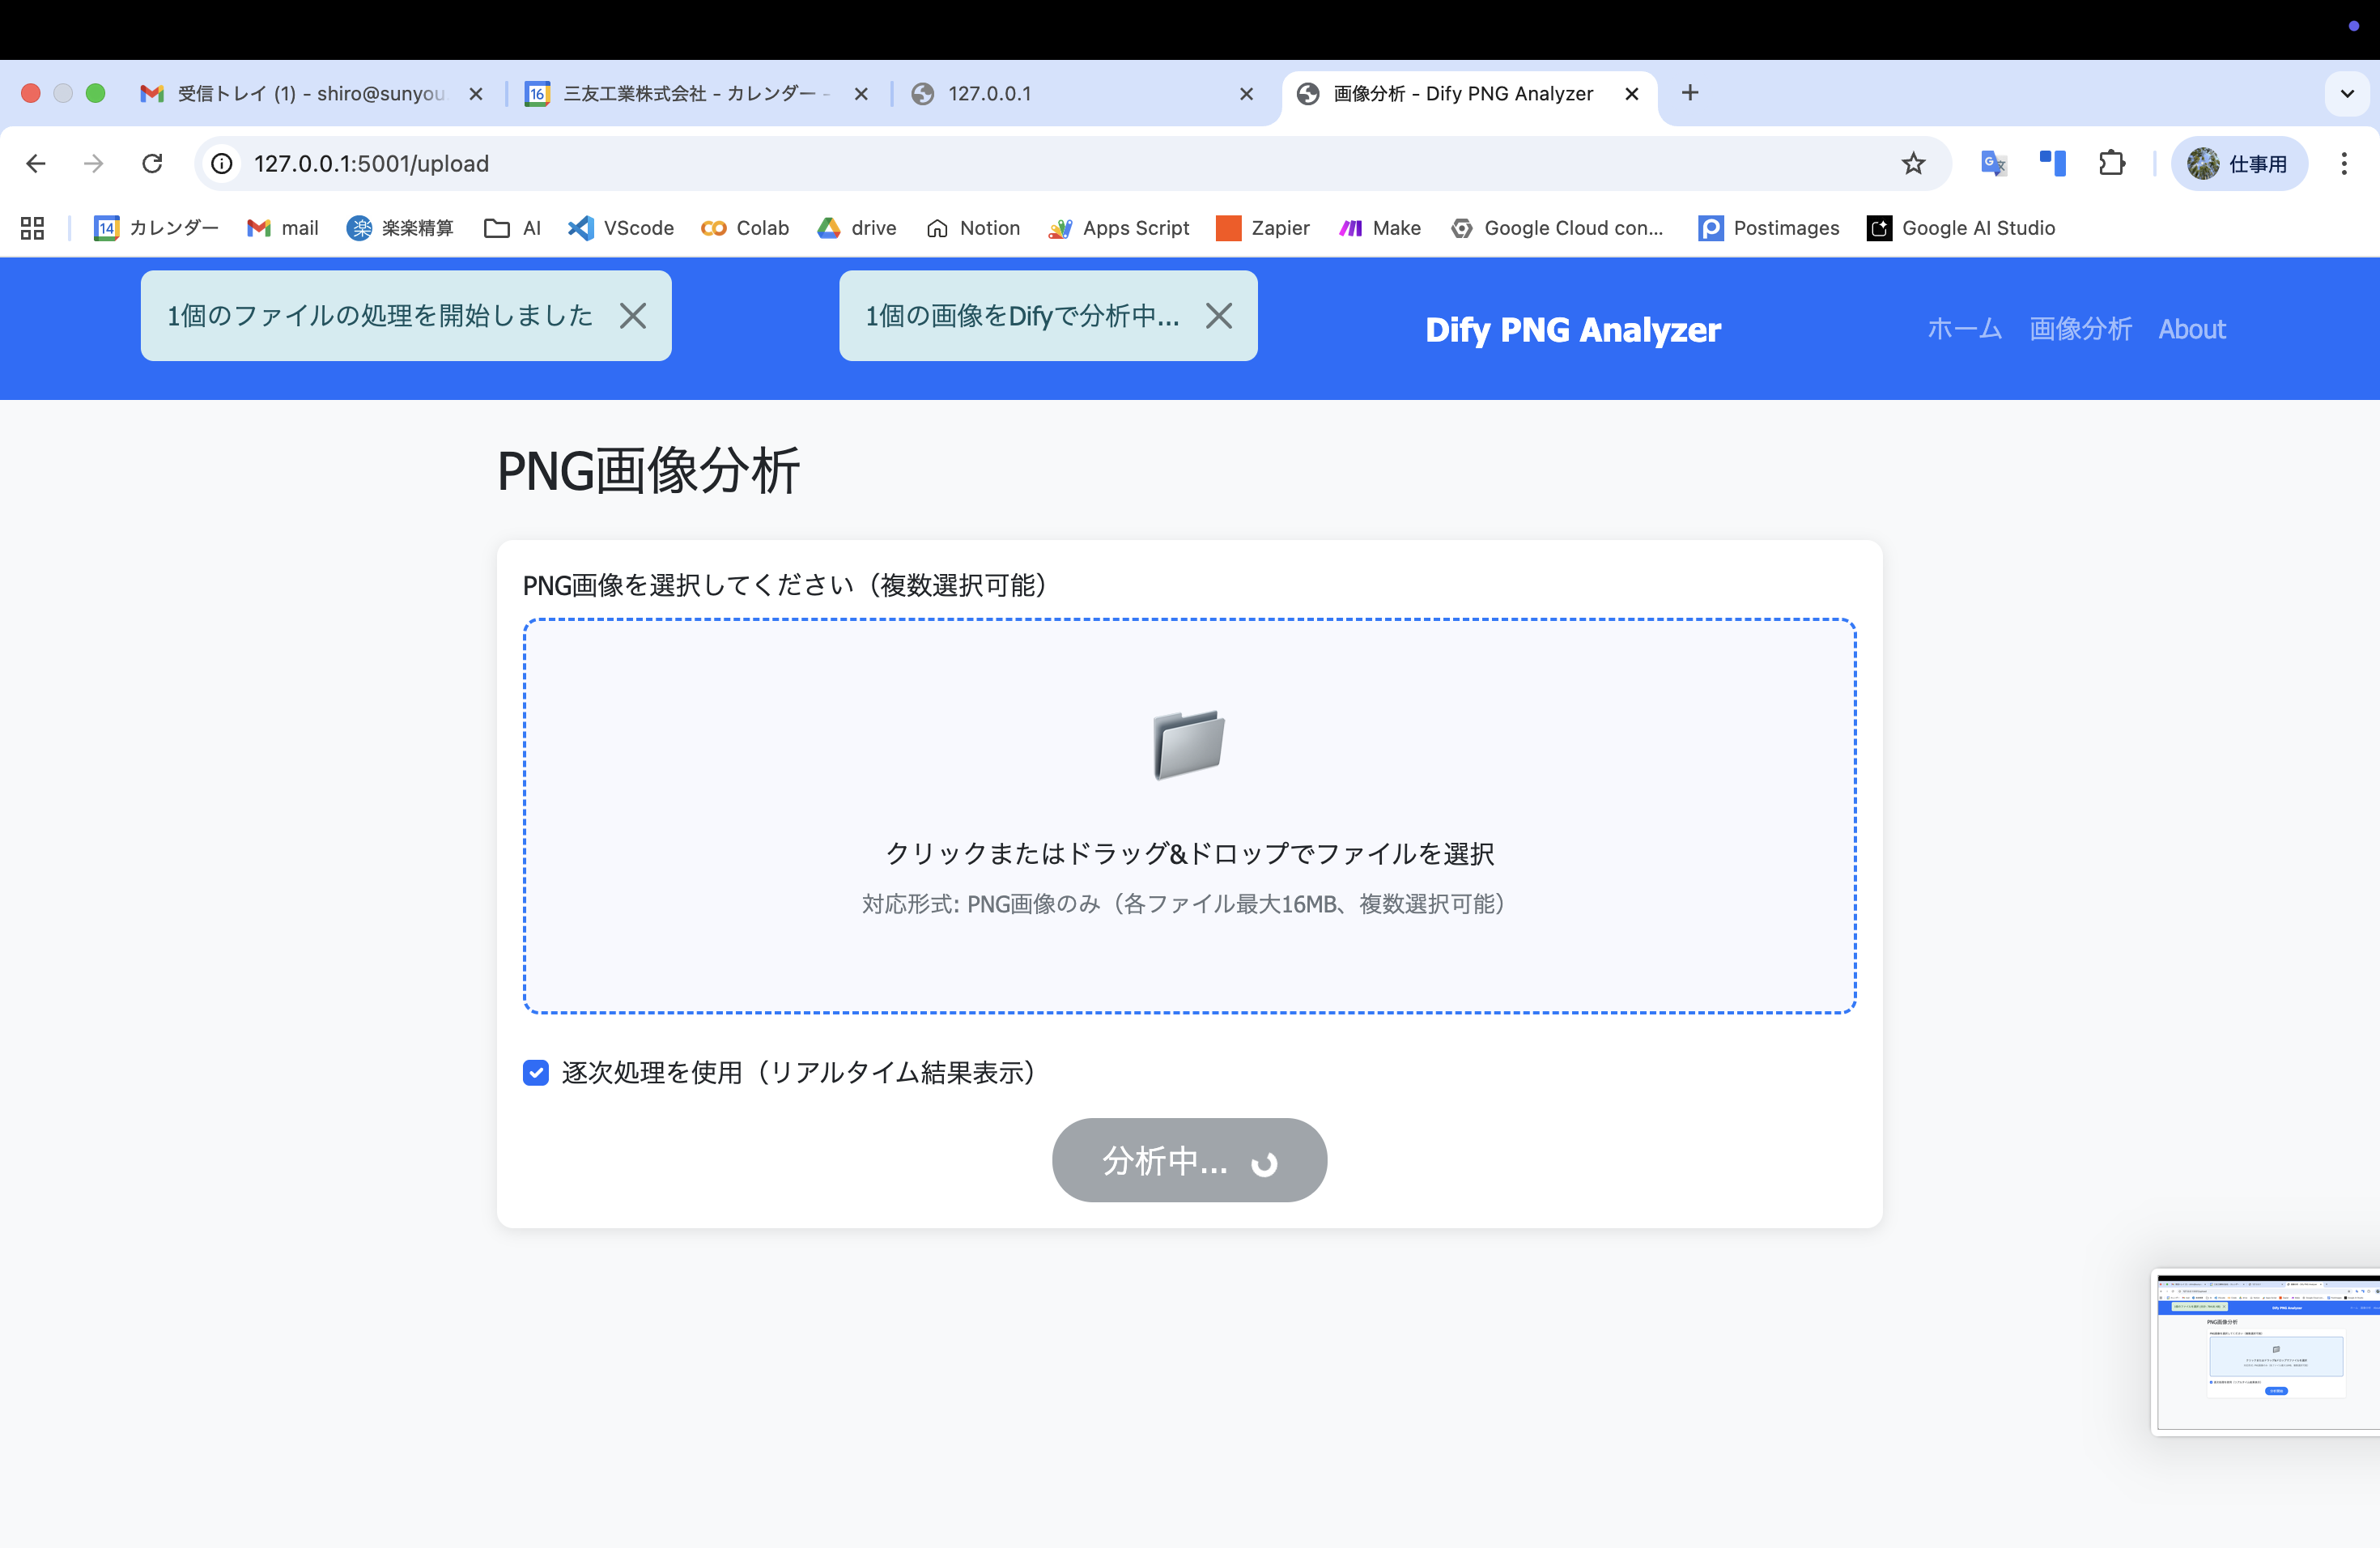 受信トレイ (1) - shiro@sunyou
三友工業株式会社 - カレンダー -
127.0.0.1
画像分析 - Dify PNG Analyzer
127.0.0.1:5001/upload
仕事用
カレンダー
mail
楽楽精算
AI
VScode
Colab
drive
Notion
Apps Script
Zapier
Make
Google Cloud con...
Postimages
Google AI Studio
1個のファイルの処理を開始しました
1個の画像をDifyで分析中...
Dify PNG Analyzer
ホーム
画像分析
About
PNG画像分析
PNG画像を選択してください（複数選択可能）
クリックまたはドラッグ&ドロップでファイルを選択
対応形式: PNG画像のみ（各ファイル最大16MB、複数選択可能）
逐次処理を使用（リアルタイム結果表示）
分析中...